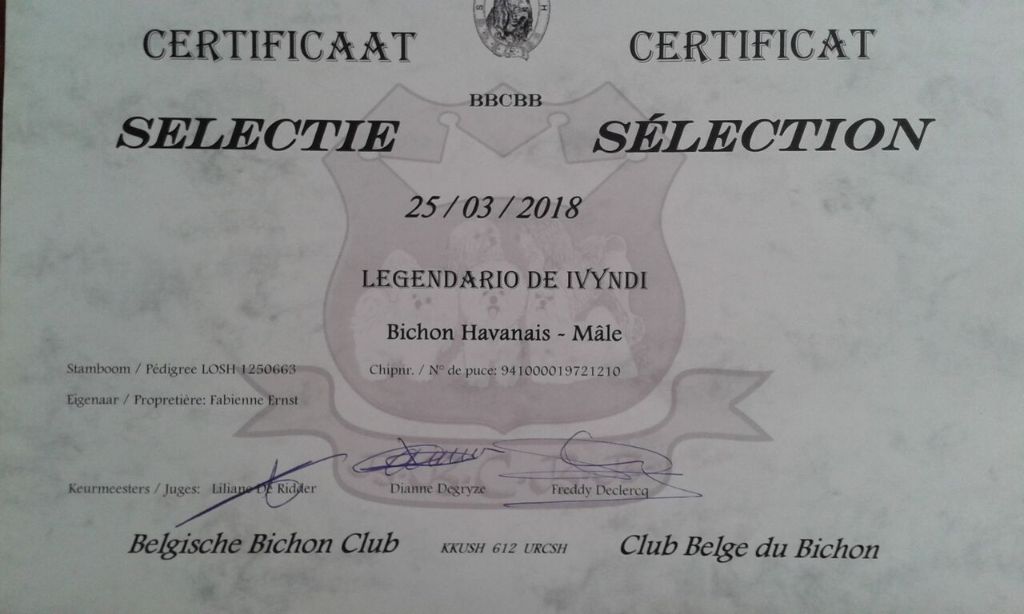 CERTIFICAAT CERTIFICAT
BBCBB
SELECTIE SÉLECTION
25 / 03 / 2018
LEGENDARIO DE IVYNDI
Bichon Havanais - Mâle
Stamboom / Pédigree LOSH 1250663 Chipnr. / N° de puce: 941000019721210
Eigenaar / Propretière: Fabienne Ernst
Keurmeesters / Juges: Liliane De Ridder Dianne Degryze Freddy Declercq
Belgische Bichon Club KKUSH 612 URCSH Club Belge du Bichon